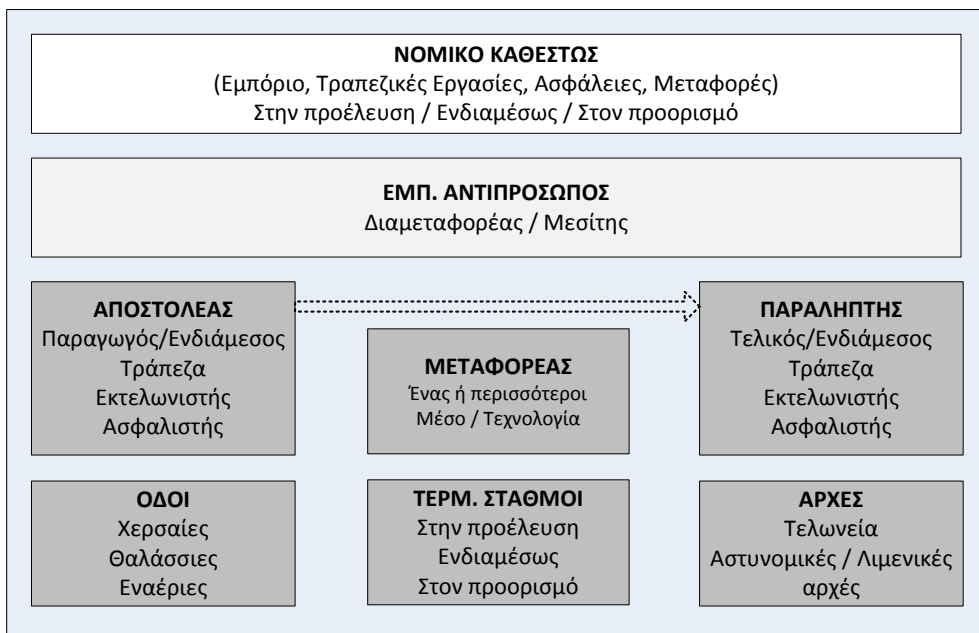 ΝΟΜΙΚΟ ΚΑΘΕΣΤΩΣ
(Εμπόριο, Τραπεζικές Εργασίες, Ασφάλειες, Μεταφορές)
Στην προέλευση / Ενδιαμέσως / Στον προορισμό
ΕΜΠ. ΑΝΤΙΠΡΟΣΩΠΟΣ
Διαμεταφορέας / Μεσίτης
ΑΠΟΣΤΟΛΕΑΣ
Παραγωγός/Ενδιάμεσος
Τράπεζα
Εκτελωνιστής
Ασφαλιστής
ΜΕΤΑΦΟΡΕΑΣ
Ένας ή περισσότεροι
Μέσο / Τεχνολογία
ΠΑΡΑΛΗΠΤΗΣ
Τελικός/Ενδιάμεσος
Τράπεζα
Εκτελωνιστής
Ασφαλιστής
ΟΔΟΙ
Χερσαίες
Θαλάσσιες
Εναέριες
ΤΕΡΜ. ΣΤΑΘΜΟΙ
Στην προέλευση
Ενδιαμέσως
Στον προορισμό
ΑΡΧΕΣ
Τελωνεία
Αστυνομικές / Λιμενικές
αρχές